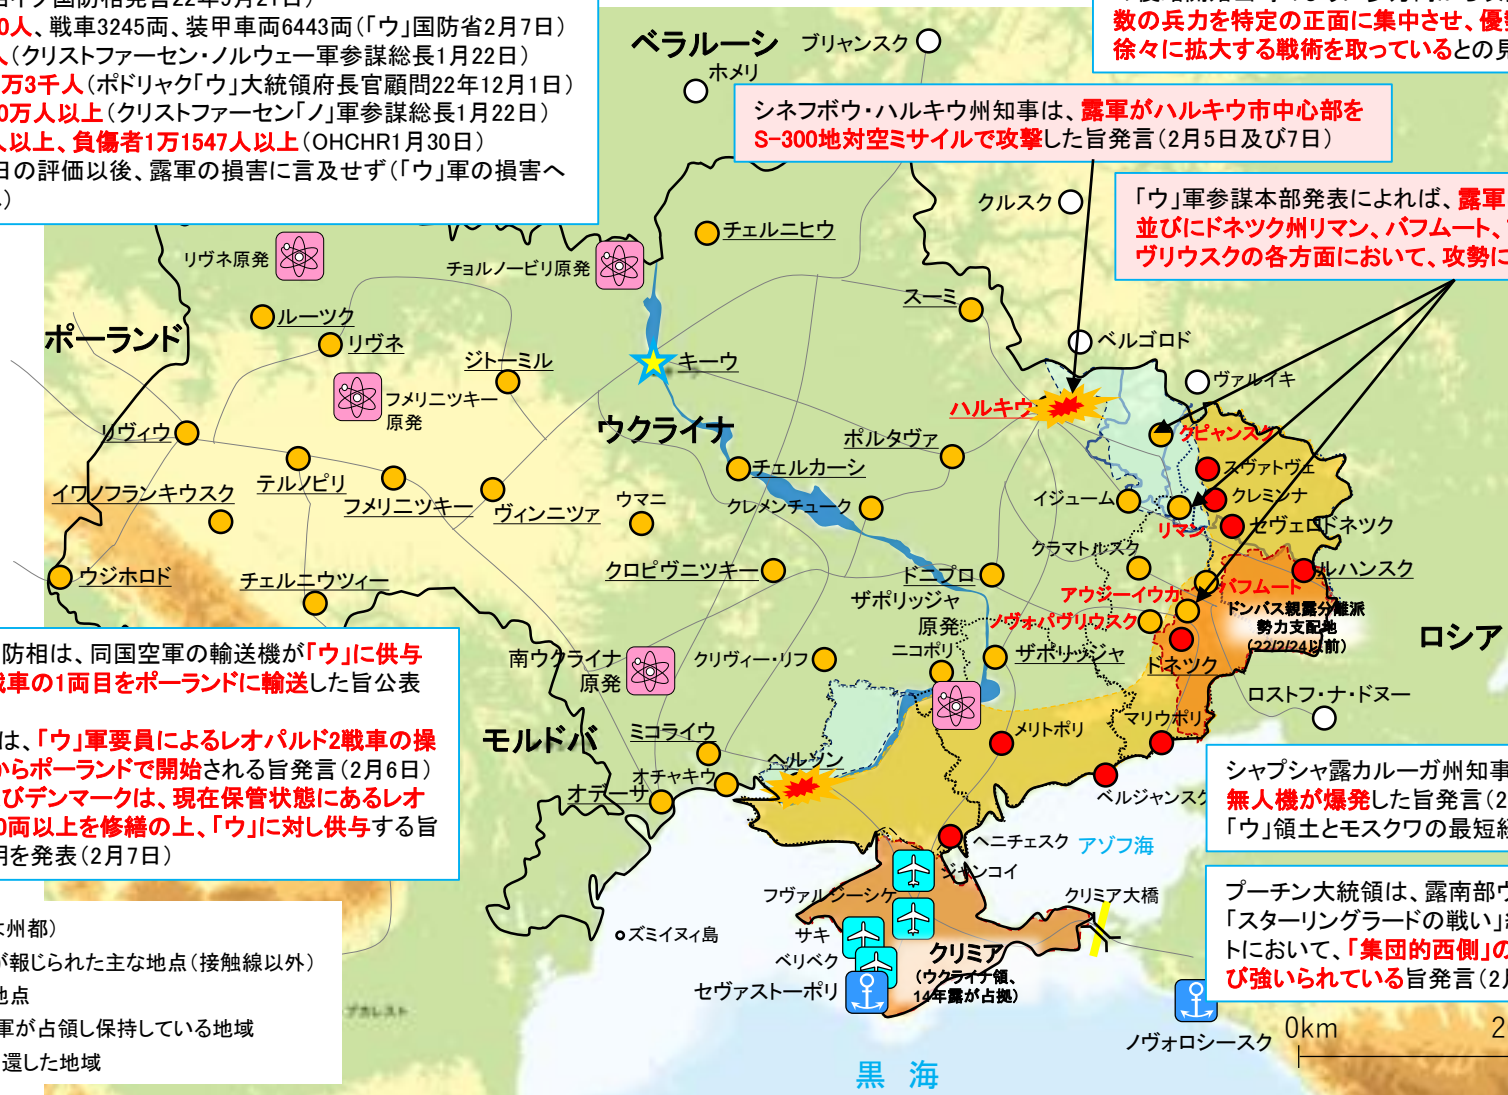 0人、戦車3245両、装甲車両6443両(「ウ」国防省2月7日)
人(クリストファーセン・ノルウェー軍参謀総長1月22日)
万3千人(ポドリャク「ウ」大統領府長官顧問22年12月1日)
0万人以上(クリストファーセン「ノ」軍参謀総長1月22日)
人以上、負傷者1万1547人以上(OHCHR1月30日)
日の評価以後、露軍の損害に言及せず(「ウ」軍の損害へ
数の兵力を特定の正面に集中させ、優勢
徐々に拡大する戦術を取っているとの見
シネフボウ・ハルキウ州知事は、露軍がハルキウ市中心部を
S-300地対空ミサイルで攻撃した旨発言(2月5日及び7日)
「ウ」軍参謀本部発表によれば、露軍
並びにドネツク州リマン、バフムート、
ヴリウスクの各方面において、攻勢に
ベラルーシ
ブリャンスク
ホメリ
クルスク
チェルニヒウ
リヴネ原発
チョルノービリ原発
スーミ
ルーツク
ポーランド
リヴネ
ジトーミル
キーウ
ベルゴロド
ヴァルイキ
フメリニツキー
原発
ハルキウ
リヴィウ
ウクライナ
ポルタヴァ
クピャンスク
チェルカーシ
スヴァトヴェ
テルノピリ
イワノフランキウスク
フメリニツキー
ヴィンニツァ
ウマニ
クレメンチューク
イジューム
クレミンナ
リマン
セヴェロドネツク
クラマトルスク
ウジホロド
チェルニウツィー
クロピヴニツキー
ドニプロ
ルハンスク
アウジーイウカ
バフムート
ザポリッジャ
原発
ノヴォパヴリウスク
ドンバス親露分離派
勢力支配地
(22/2/24以前)
ロシア
南ウクライナ
原発
クリヴィー・リフ
ニコポリ
ザポリッジャ
ドネツク
ロストフ・ナ・ドヌー
防相は、同国空軍の輸送機が「ウ」に供与
戦車の1両目をポーランドに輸送した旨公表
は、「ウ」軍要員によるレオパルド2戦車の操
からポーランドで開始される旨発言(2月6日)
びデンマークは、現在保管状態にあるレオ
0両以上を修繕の上、「ウ」に対し供与する旨
明を発表(2月7日)
モルドバ
ミコライウ
ヘルソン
メリトポリ
マリウポリ
オチャキウ
オデーサ
ベルジャンスク
シャプシャ露カルーガ州知事
無人機が爆発した旨発言(2
「ウ」領土とモスクワの最短経
ヘニチェスク
アゾフ海
ジャンコイ
フヴァルジーシケ
クリミア大橋
プーチン大統領は、露南部ヴ
「スターリングラードの戦い」
トにおいて、「集団的西側」の
び強いられている旨発言(2月
は州都)
が報じられた主な地点(接触線以外)
地点
軍が占領し保持している地域
還した地域
ブカレスト
ズミイヌィ島
サキ
ベリベク
セヴァストーポリ
クリミア
(ウクライナ領、
14年露が占拠)
ノヴォロシースク
0km
2
黒 海